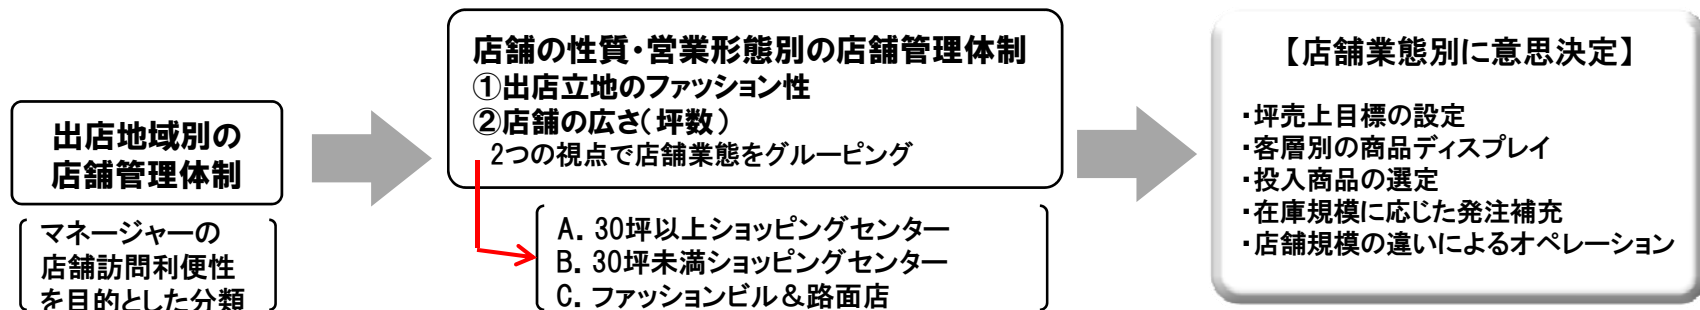 出店地域別の
店舗管理体制
マネージャーの
店舗訪問利便性
を目的とした分類
店舗の性質・営業形態別の店舗管理体制
①出店立地のファッション性
②店舗の広さ(坪数)
2つの視点で店舗業態をグルーピング
A. 30坪以上ショッピングセンター
B. 30坪未満ショッピングセンター
C. ファッションビル&路面店
【店舗業態別に意思決定】
・坪売上目標の設定
・客層別の商品ディスプレイ
・投入商品の選定
・在庫規模に応じた発注補充
・店舗規模の違いによるオペレーション